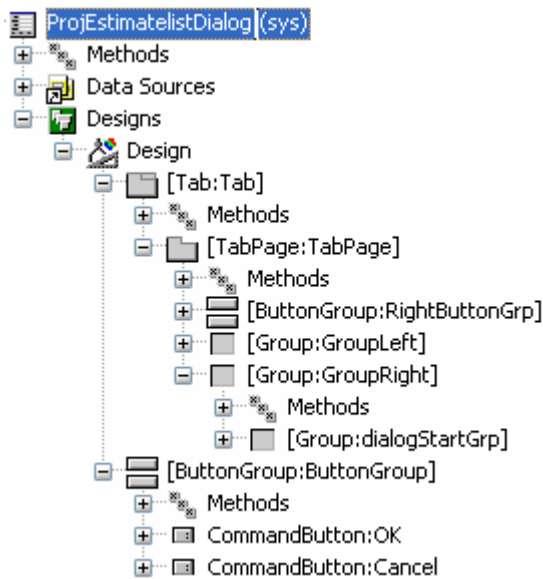 ProjEstimatelistDialog (sys)
Methods
Data Sources
Designs
Design
[Tab:Tab]
Methods
[TabPage:TabPage]
Methods
[ButtonGroup:RightButtonGrp]
[Group:GroupLeft]
[Group:GroupRight]
Methods
[Group:dialogStartGrp]
[ButtonGroup:ButtonGroup]
Methods
CommandButton:OK
CommandButton:Cancel